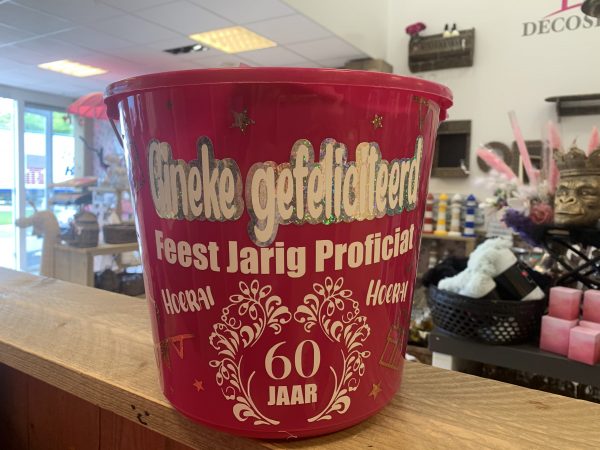 DECOS
Gineke gefeliciteerd
Feest Jarig Proficiat
HOERA!
HOERA!
60
JAAR